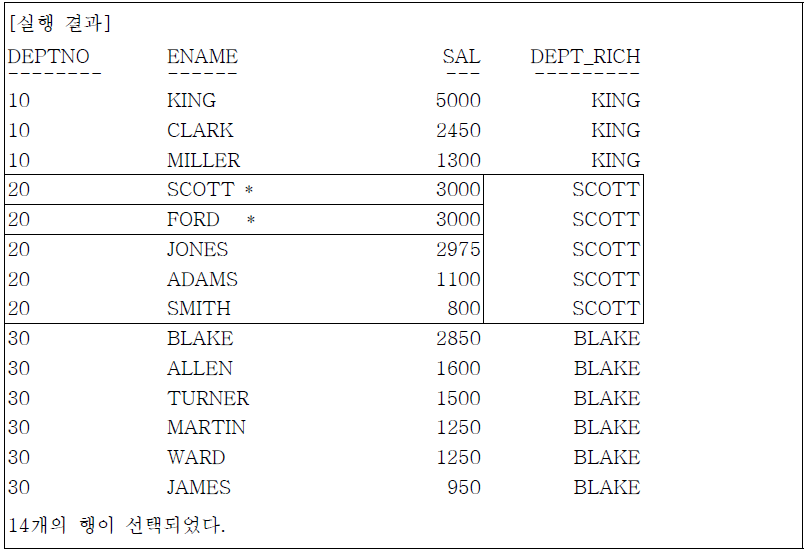 [실행 결과]
DEPTNO ENAME SAL DEPT_RICH
-------- ------ --- ---------
10 KING 5000 KING
10 CLARK 2450 KING
10 MILLER 1300 KING
20 SCOTT * 3000 SCOTT
20 FORD * 3000 SCOTT
20 JONES 2975 SCOTT
20 ADAMS 1100 SCOTT
20 SMITH 800 SCOTT
30 BLAKE 2850 BLAKE
30 ALLEN 1600 BLAKE
30 TURNER 1500 BLAKE
30 MARTIN 1250 BLAKE
30 WARD 1250 BLAKE
30 JAMES 950 BLAKE
14개의 행이 선택되었다.